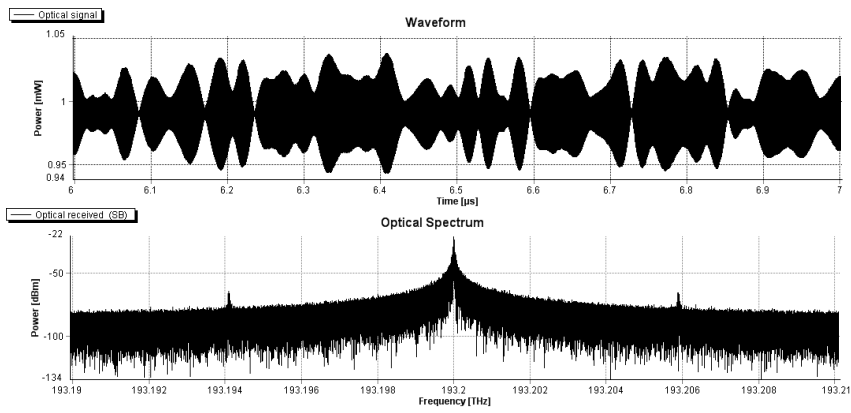 Optical signal
Waveform
1.05
1
0.95
0.94
Power [mW]
6 6.1 6.2 6.3 6.4 6.5 6.6 6.7 6.8 6.9 7
Time [µs]
Optical received (SB)
Optical Spectrum
-22
-50
-100
-134
Power [dBm]
193.19 193.192 193.194 193.196 193.198 193.2 193.202 193.204 193.206 193.208 193.21
Frequency [THz]